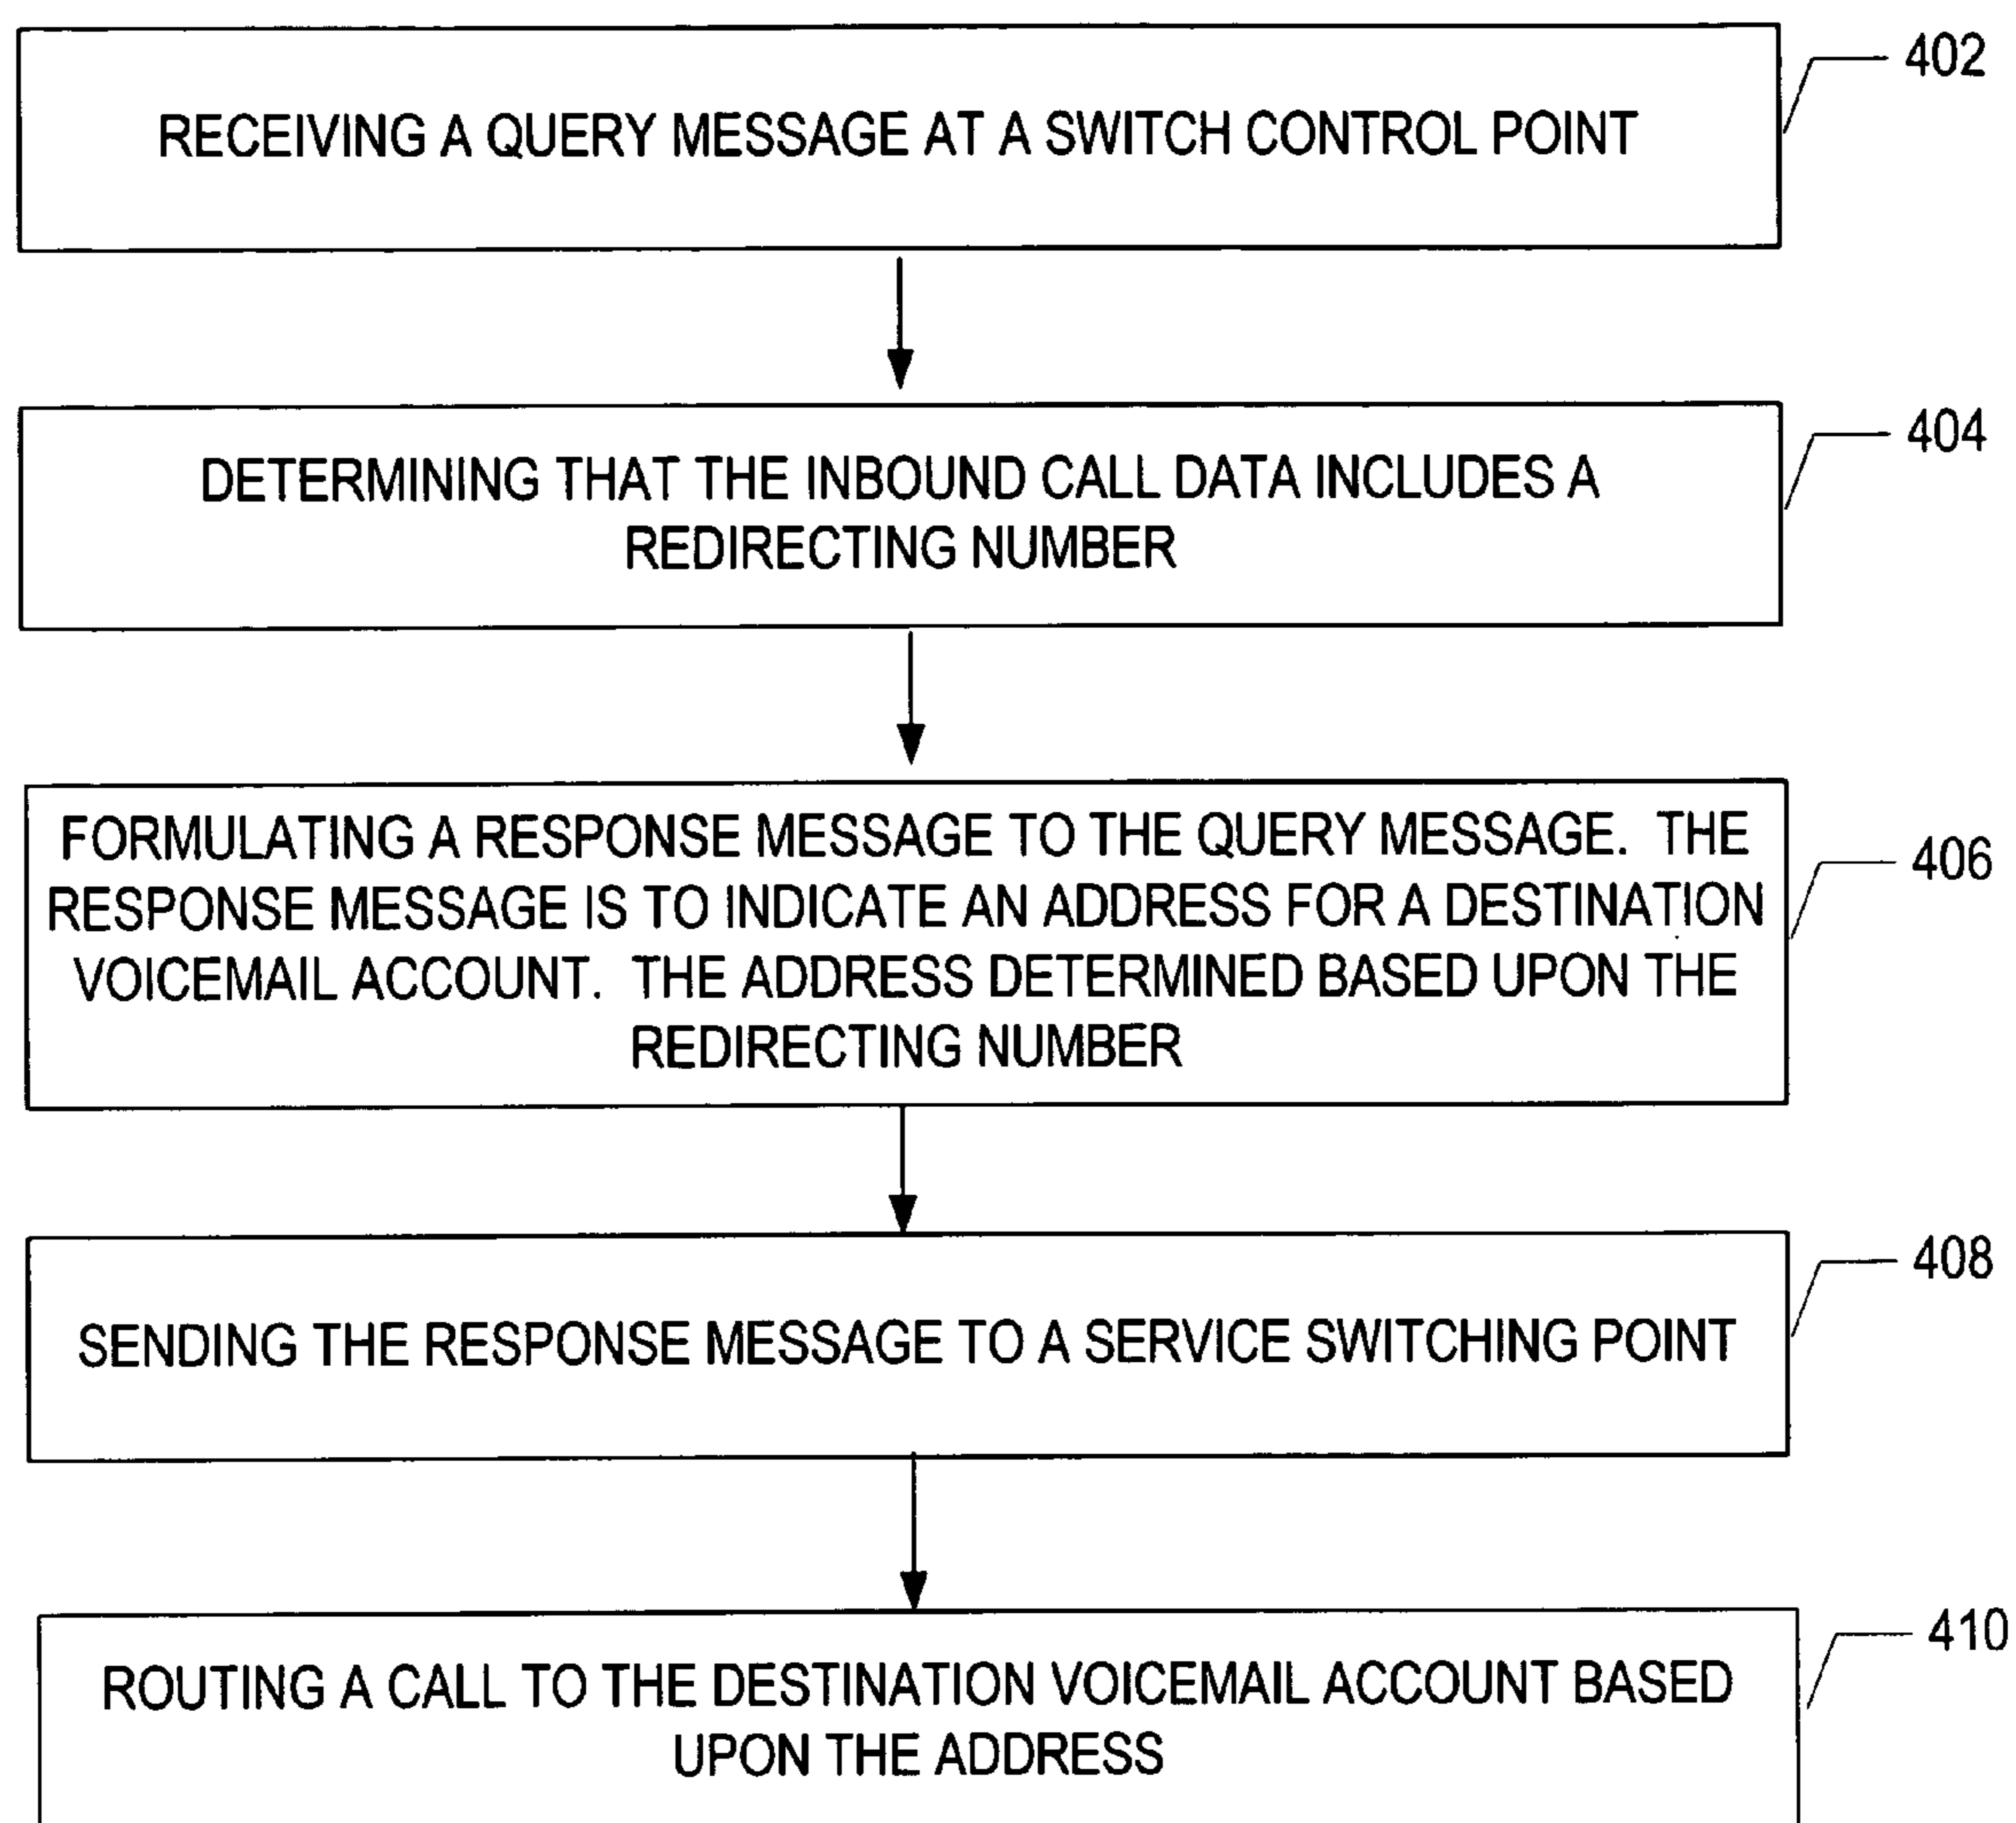 402
RECEIVING A QUERY MESSAGE AT A SWITCH CONTROL POINT
404
DETERMINING THAT THE INBOUND CALL DATA INCLUDES A
REDIRECTING NUMBER
406
FORMULATING A RESPONSE MESSAGE TO THE QUERY MESSAGE. THE
RESPONSE MESSAGE IS TO INDICATE AN ADDRESS FOR A DESTINATION
VOICEMAIL ACCOUNT. THE ADDRESS DETERMINED BASED UPON THE
REDIRECTING NUMBER
408
SENDING THE RESPONSE MESSAGE TO A SERVICE SWITCHING POINT
410
ROUTING A CALL TO THE DESTINATION VOICEMAIL ACCOUNT BASED
UPON THE ADDRESS